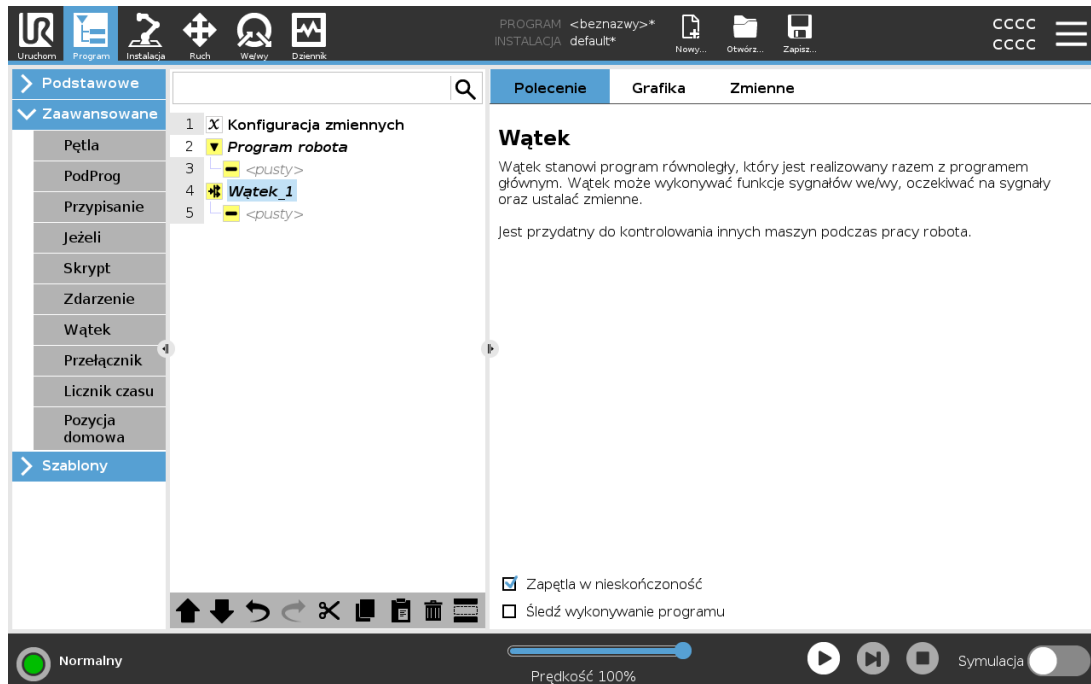 UR
Uruchom
Program
Instalacja
Ruch
We/wy
Dziennik
PROGRAM <beznazwy>*
INSTALACJA default*
Nowy...
Otwórz...
Zapisz...
CCCC
CCCC
Podstawowe
Zaawansowane
Pętla
PodProg
Przypisanie
Jeżeli
Skrypt
Zdarzenie
Wątek
Przełącznik
Licznik czasu
Pozycja
domowa
Szablony
1 X Konfiguracja zmiennych
2 Program robota
3 <pusty>
4 Wątek_1
5 <pusty>
Polecenie Grafika Zmienne
Wątek
Wątek stanowi program równoległy, który jest realizowany razem z programem
głównym. Wątek może wykonywać funkcje sygnałów we/wy, oczekiwać na sygnały
oraz ustalać zmienne.
Jest przydatny do kontrolowania innych maszyn podczas pracy robota.
Zapętla w nieskończoność
Śledź wykonywanie programu
Normalny
Prędkość 100%
Symulacja